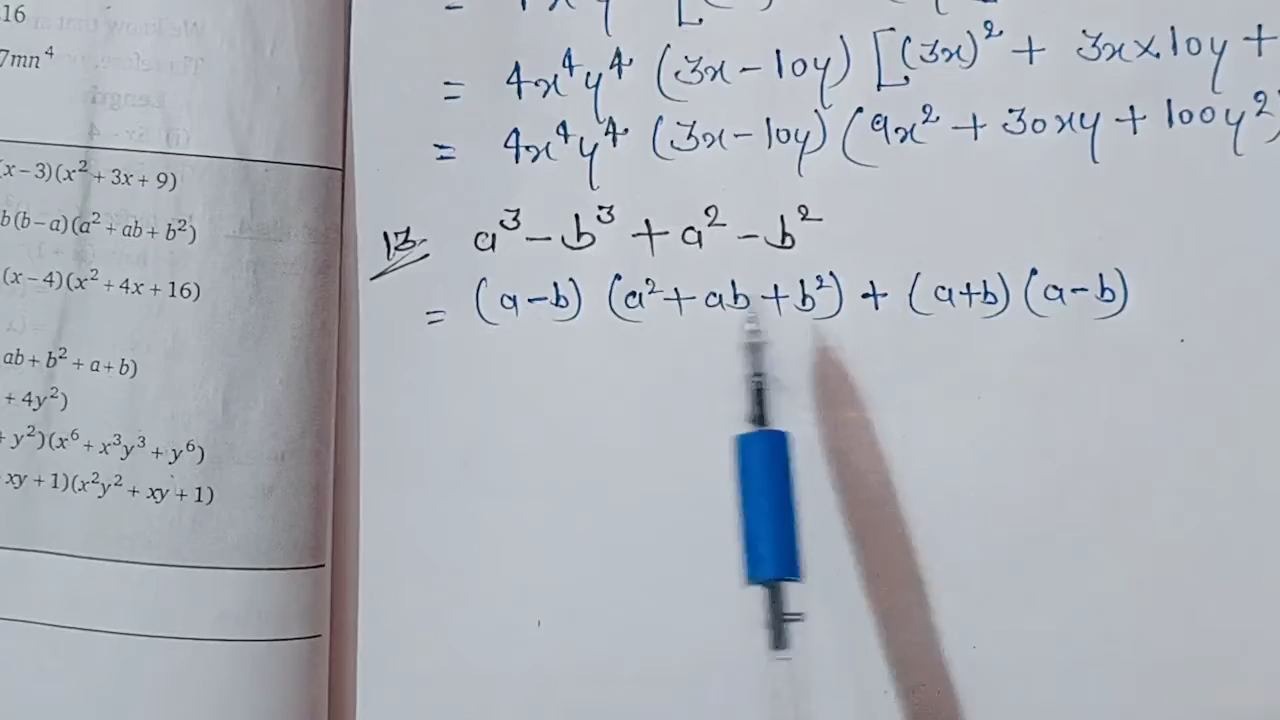 16
7mn⁴
(x-3)(x² + 3x + 9)
b(b-a)(a² + ab + b²)
(x-4)(x² + 4x + 16)
ab + b² + a + b)
+ 4y²)
+ y²)(x⁶ + x³y³ + y⁶)
xy + 1)(x²y² + xy + 1)
= 4x⁴y⁴ (3x - 10y) [(3x)² + 3x × 10y +
= 4x⁴y⁴ (3x - 10y) (9x² + 30xy + 100y²)
13. a³ - b³ + a² - b²
= (a-b) (a² + ab + b²) + (a+b) (a-b)